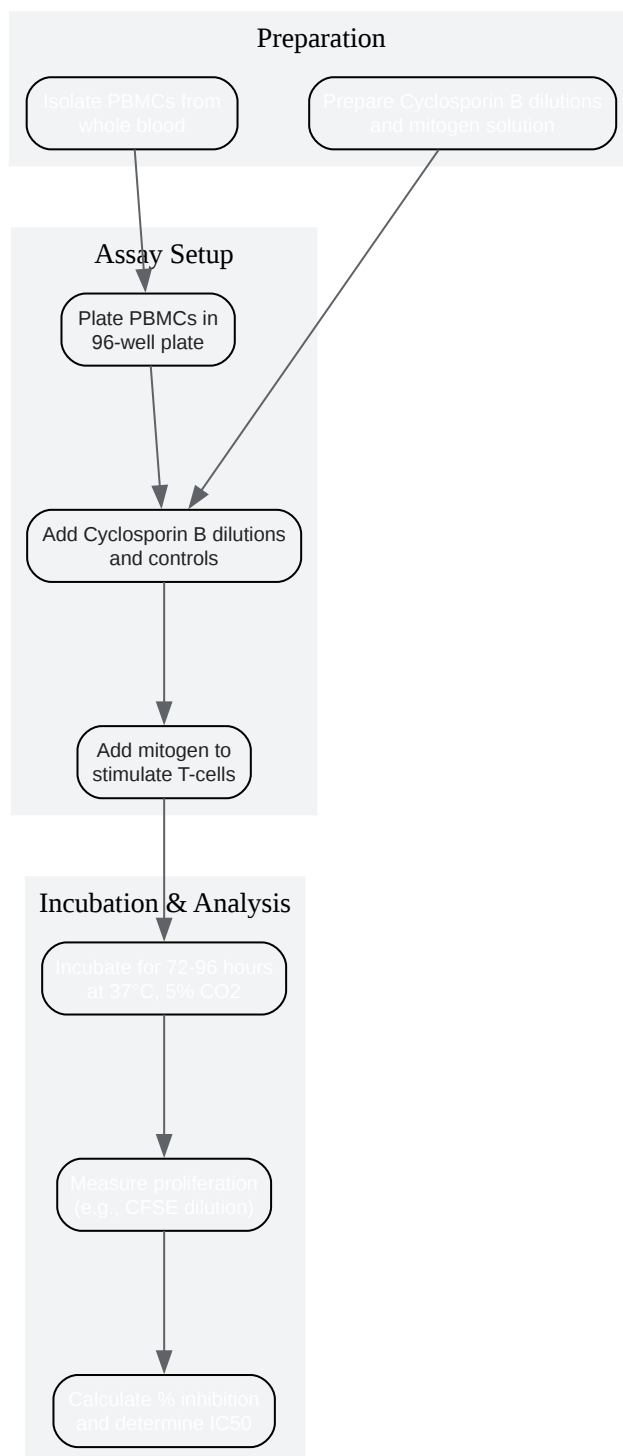 Preparation
Isolate PBMCs from
whole blood
Prepare Cyclosporin B dilutions
and mitogen solution
Assay Setup
Plate PBMCs in
96-well plate
Add Cyclosporin B dilutions
and controls
Add mitogen to
stimulate T-cells
Incubation & Analysis
Incubate for 72-96 hours
at 37°C, 5% CO2
Measure proliferation
(e.g., CFSE dilution)
Calculate % inhibition
and determine IC50